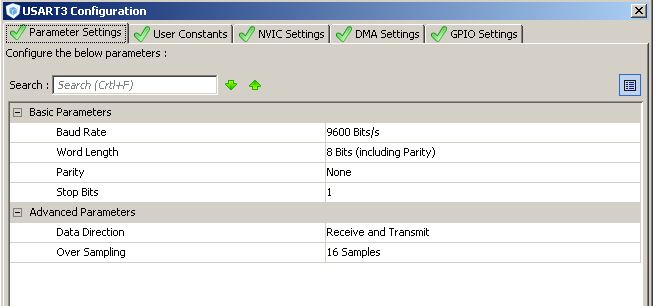 USART3 Configuration
Parameter Settings User Constants NVIC Settings DMA Settings GPIO Settings
Configure the below parameters :
Search : Search (Crtl+F)
Basic Parameters
Baud Rate 9600 Bits/s
Word Length 8 Bits (including Parity)
Parity None
Stop Bits 1
Advanced Parameters
Data Direction Receive and Transmit
Over Sampling 16 Samples